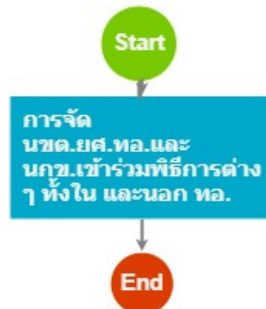 Start
การจัด
นขต.ยศ.ทอ.และ
นกข.เข้าร่วมพิธีการต่าง
ๆ ทั้งใน และนอก ทอ.
End